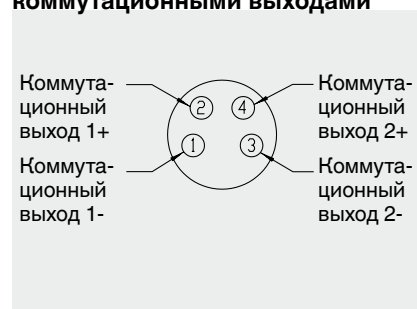 коммутационными выходами
Коммута-
ционный
выход 1+
2
4
Коммута-
ционный
выход 2+
Коммута-
ционный
выход 1-
1
3
Коммута-
ционный
выход 2-